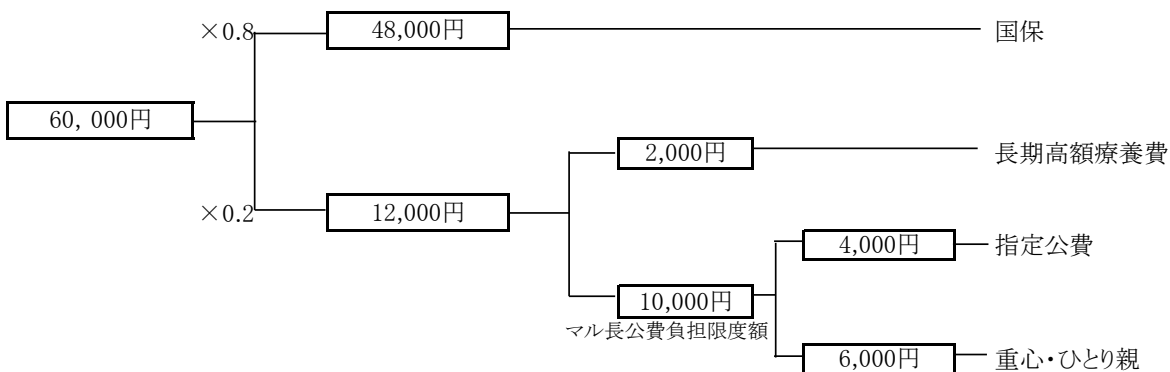 ×0.8
48,000円
国保
60, 000円
2,000円
長期高額療養費
×0.2
12,000円
4,000円
指定公費
10,000円
マル長公費負担限度額
6,000円
重心・ひとり親